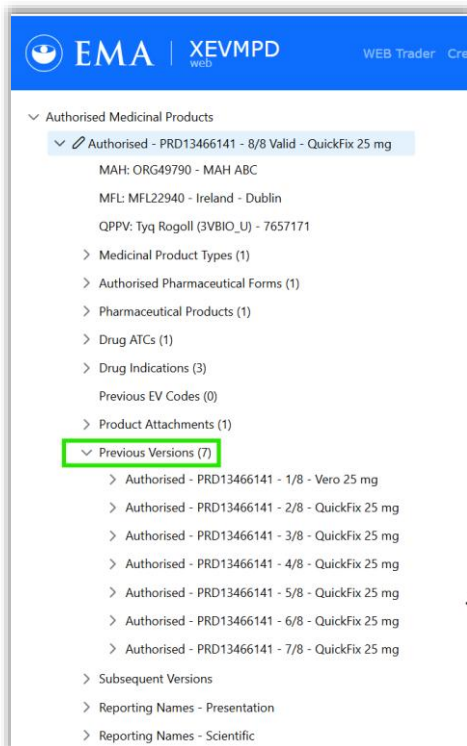 EMA | XEVMPD
web
WEB Trader Cre
Authorised Medicinal Products
Authorised - PRD13466141 - 8/8 Valid - QuickFix 25 mg
MAH: ORG49790 - MAH ABC
MFL: MFL22940 - Ireland - Dublin
QPPV: Tyq Rogoll (3VBIO_U) - 7657171
Medicinal Product Types (1)
Authorised Pharmaceutical Forms (1)
Pharmaceutical Products (1)
Drug ATCs (1)
Drug Indications (3)
Previous EV Codes (0)
Product Attachments (1)
Previous Versions (7)
Authorised - PRD13466141 - 1/8 - Vero 25 mg
Authorised - PRD13466141 - 2/8 - QuickFix 25 mg
Authorised - PRD13466141 - 3/8 - QuickFix 25 mg
Authorised - PRD13466141 - 4/8 - QuickFix 25 mg
Authorised - PRD13466141 - 5/8 - QuickFix 25 mg
Authorised - PRD13466141 - 6/8 - QuickFix 25 mg
Authorised - PRD13466141 - 7/8 - QuickFix 25 mg
Subsequent Versions
Reporting Names - Presentation
Reporting Names - Scientific